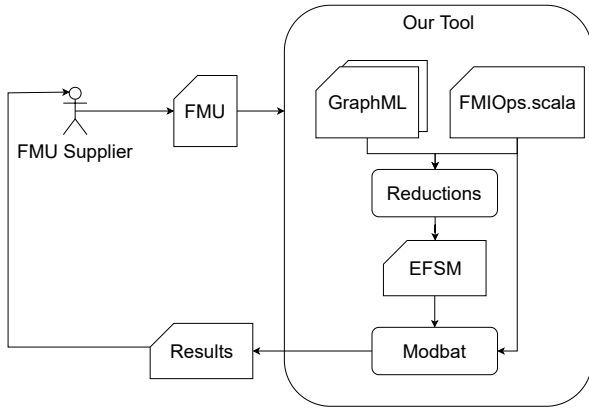 Our Tool
GraphML
FMIOps.scala
FMU
FMU Supplier
Reductions
EFSM
Results
Modbat